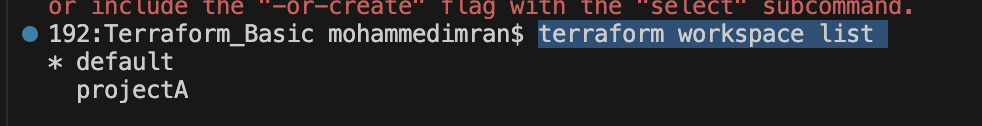 or include the "-or-create" flag with the "select" subcommand.
192:Terraform_Basic mohammedimran$ terraform workspace list
* default
projectA